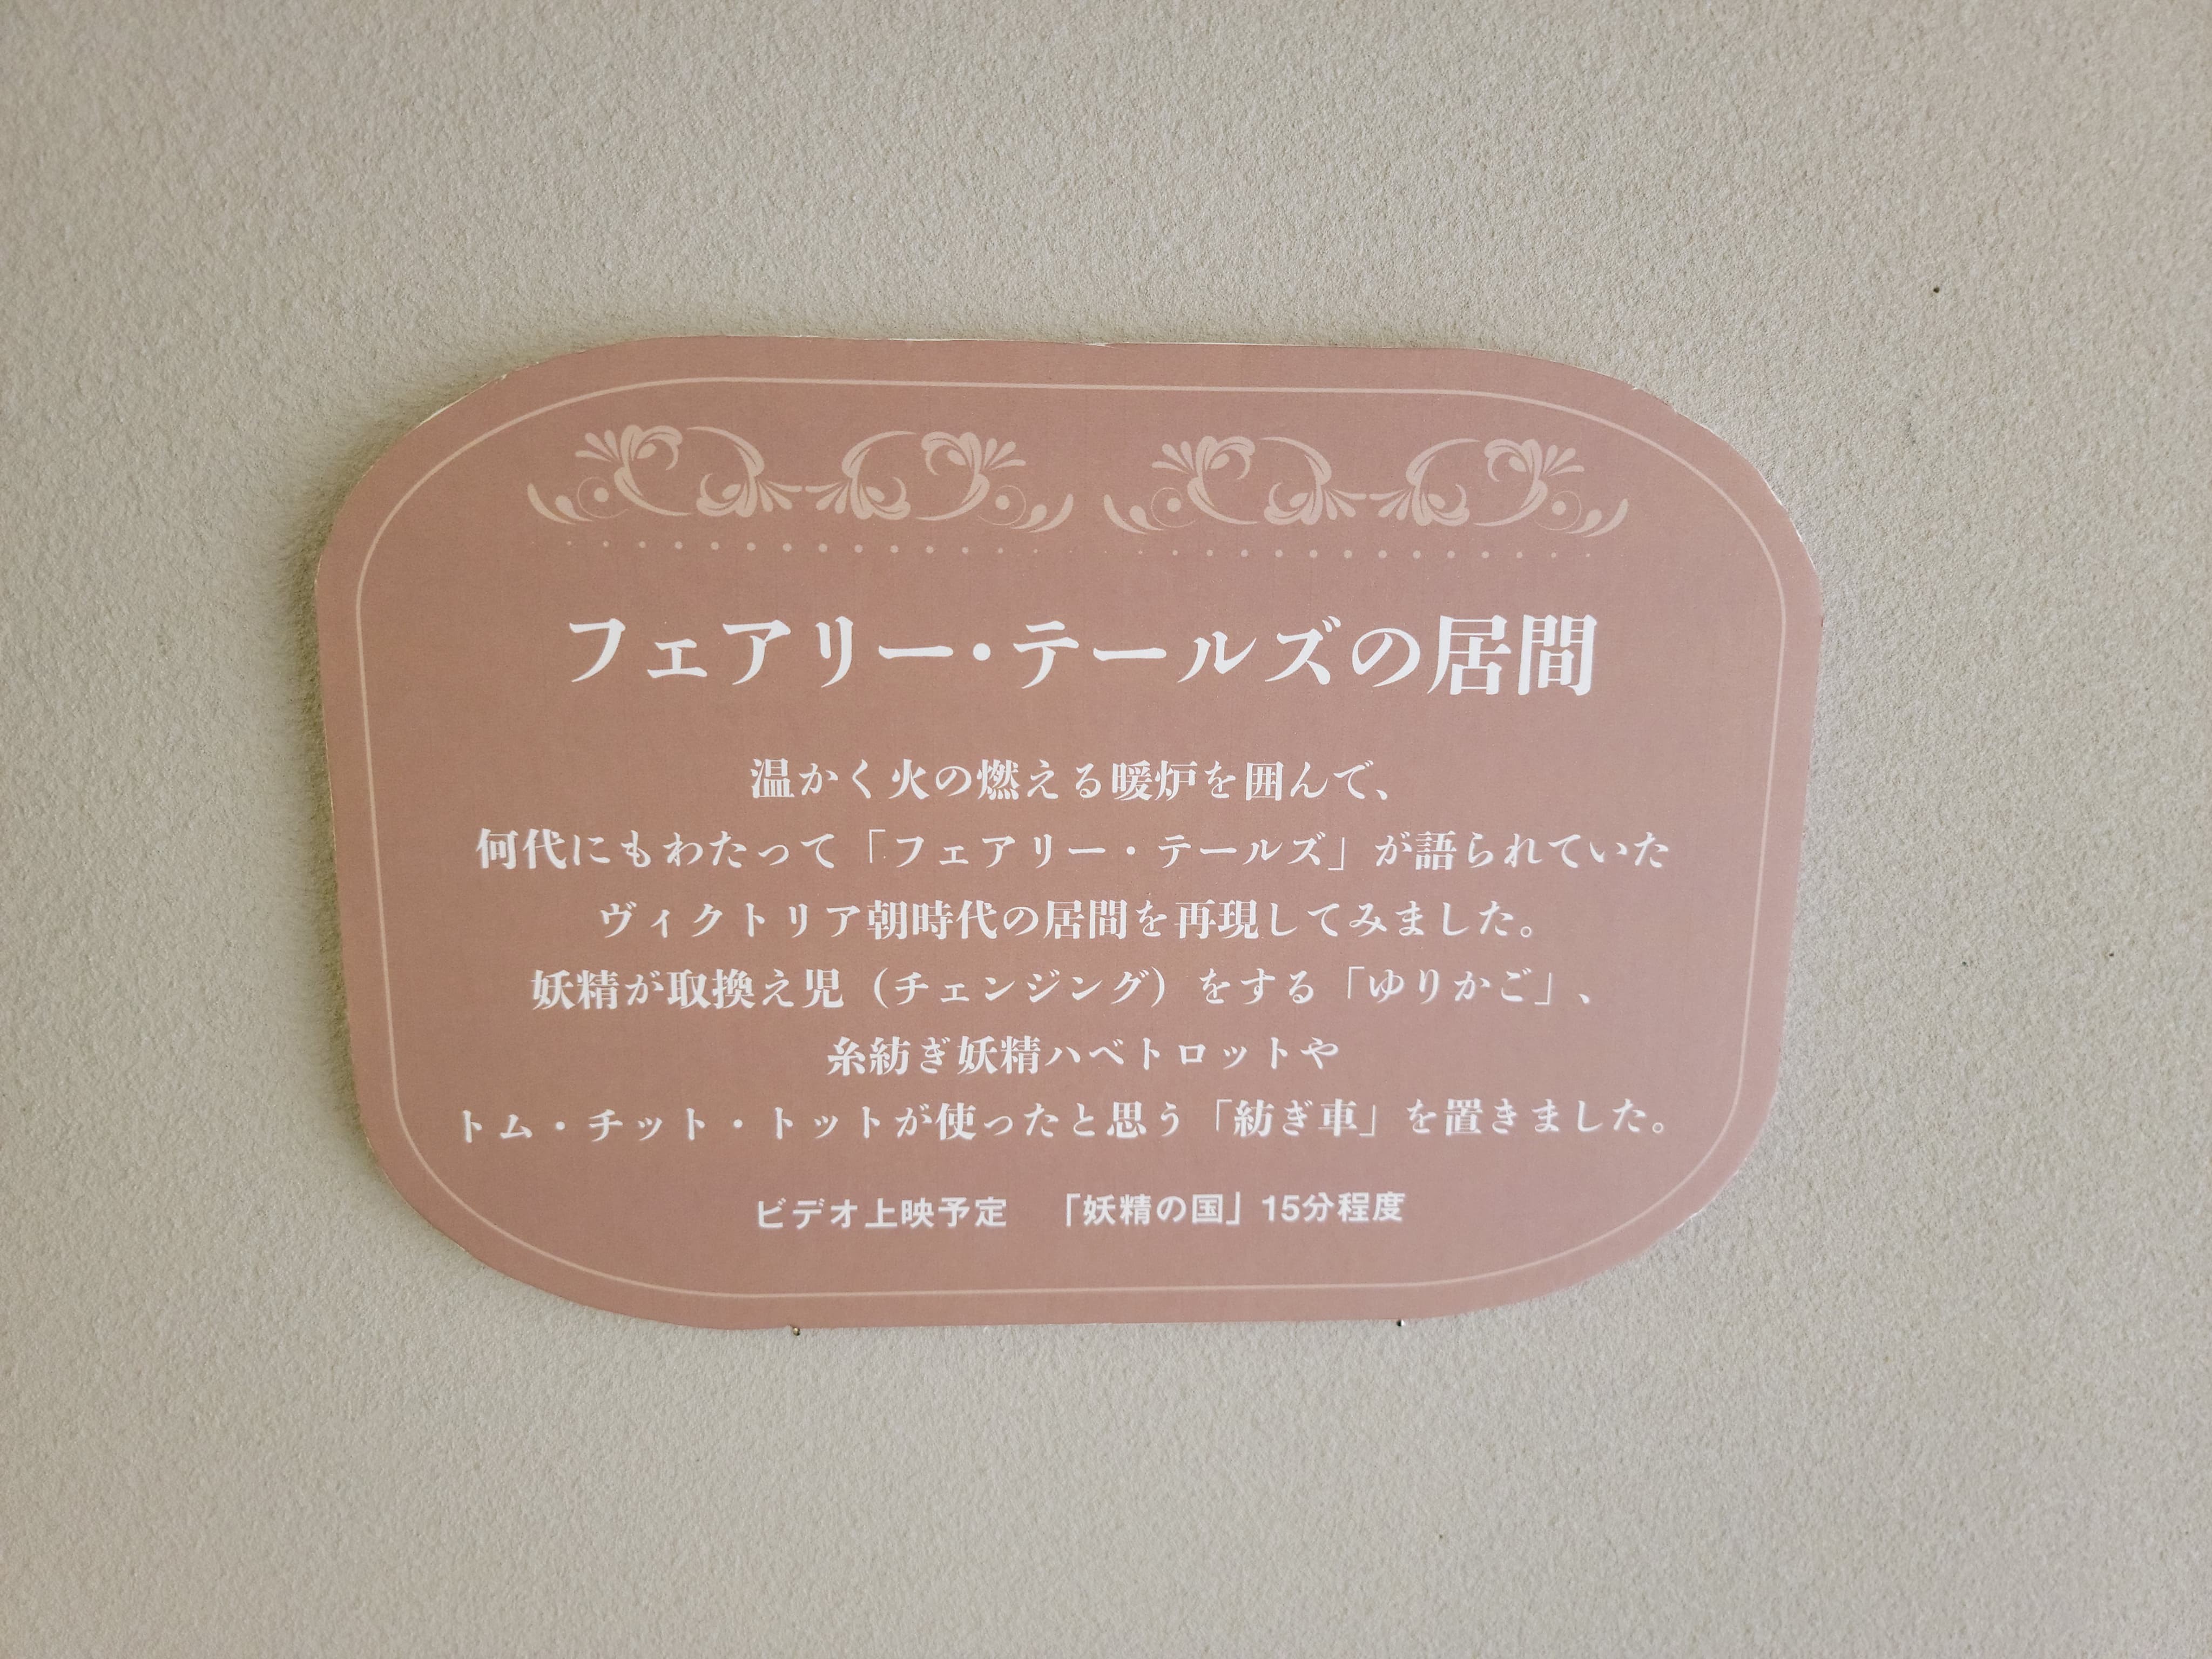 フェアリー・テールズの居間
温かく火の燃える暖炉を囲んで、
何代にもわたって「フェアリー・テールズ」が語られていた
ヴィクトリア朝時代の居間を再現してみました。
妖精が取換え児（チェンジング）をする「ゆりかご」、
糸紡ぎ妖精ハベトロットや
トム・チット・トットが使ったと思う「紡ぎ車」を置きました。
ビデオ上映予定　「妖精の国」15分程度